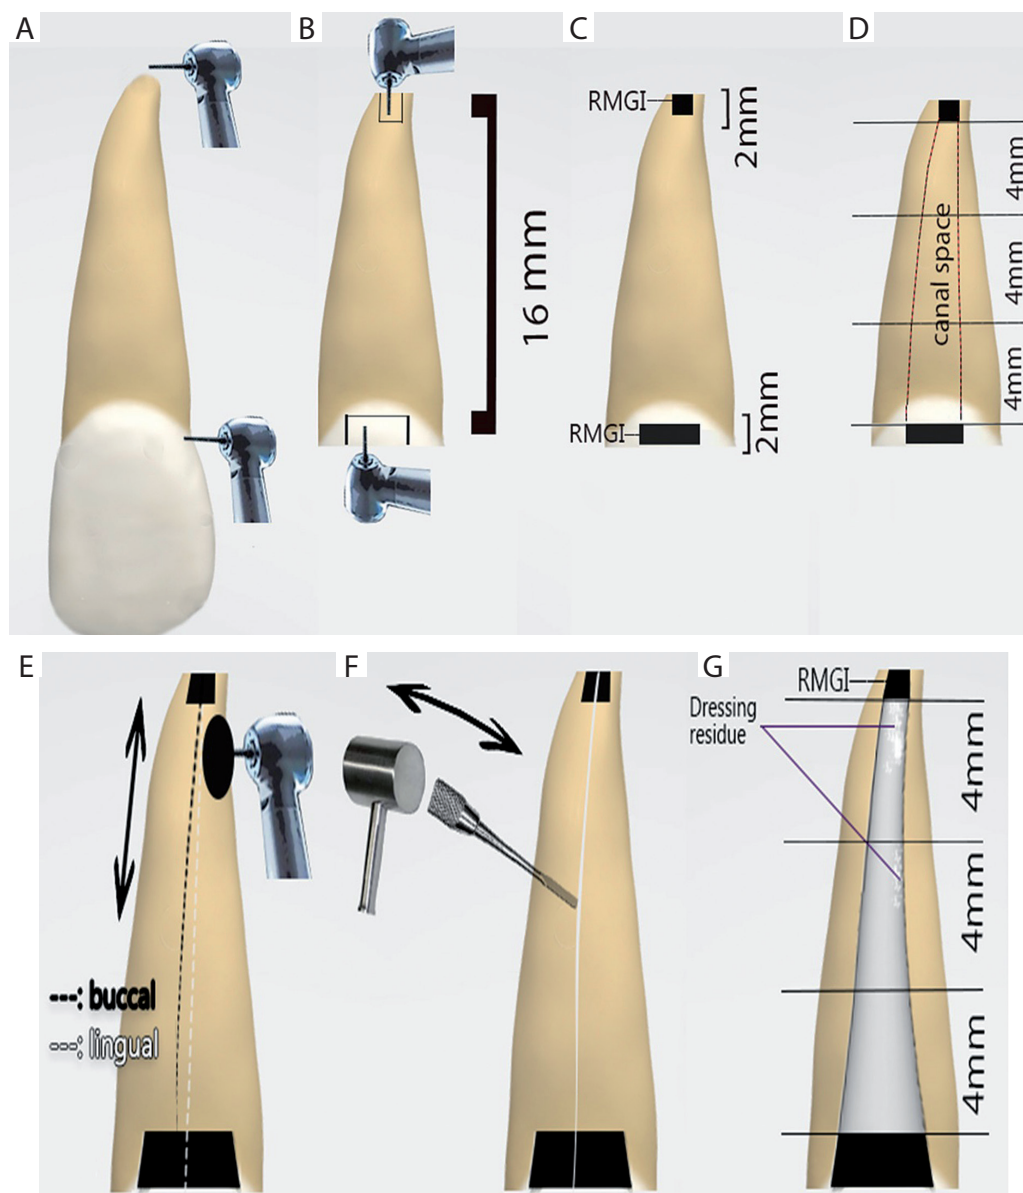 A
B
C
D
16 mm
RMGI
2mm
RMGI
2mm
canal space
4mm
4mm
4mm
E
F
G
---: buccal
---: lingual
RMGI
Dressing
residue
4mm
4mm
4mm